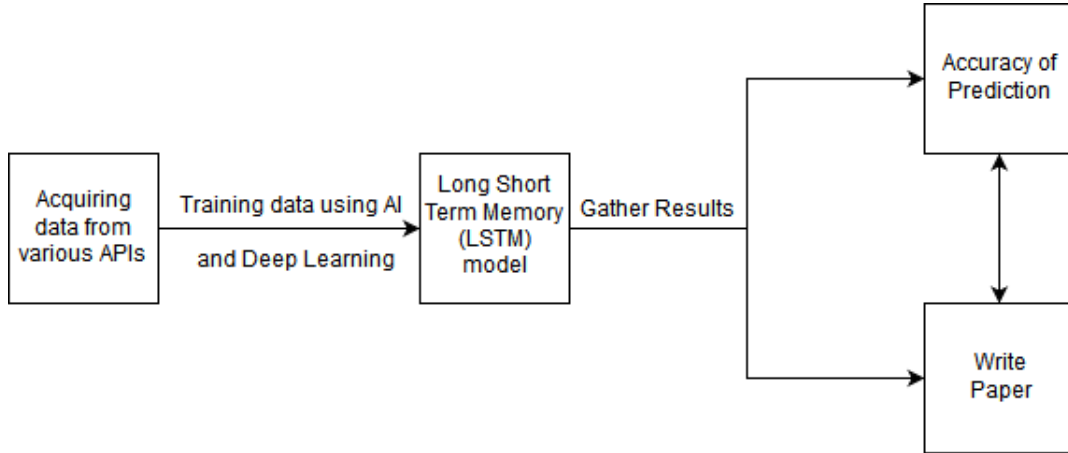 Acquiring
data from
various APIs
Training data using AI
and Deep Learning
Long Short
Term Memory
(LSTM)
model
Gather Results
Accuracy of
Prediction
Write
Paper